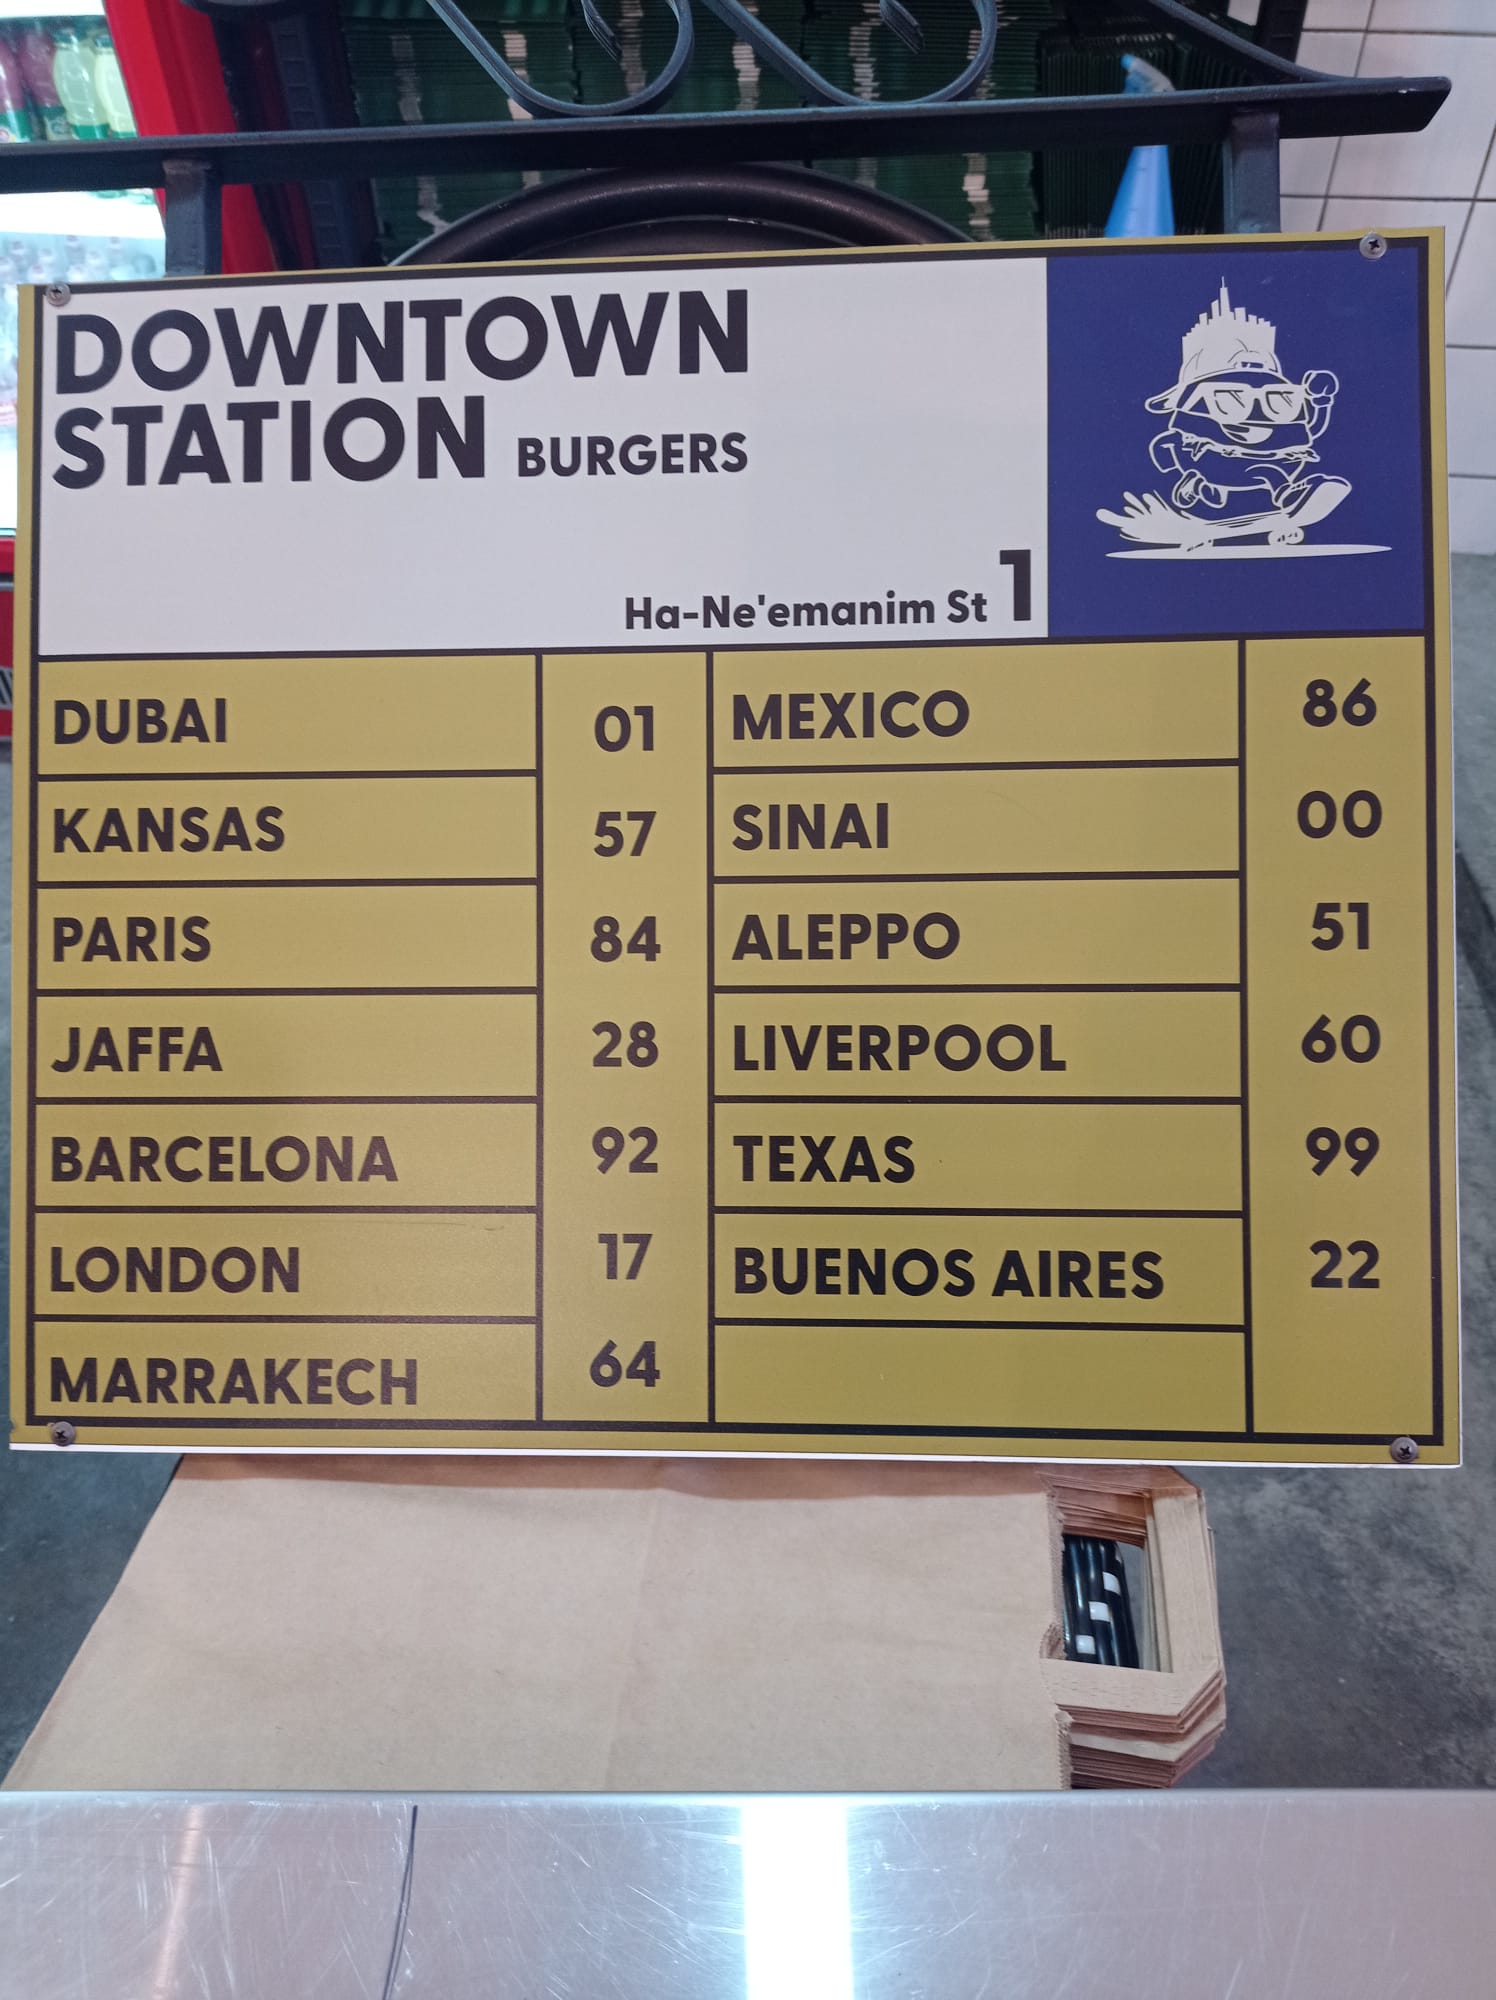 DOWNTOWN
STATION BURGERS
Ha-Ne'emanim St 1
DUBAI 01 MEXICO 86
KANSAS 57 SINAI 00
PARIS 84 ALEPPO 51
JAFFA 28 LIVERPOOL 60
BARCELONA 92 TEXAS 99
LONDON 17 BUENOS AIRES 22
MARRAKECH 64